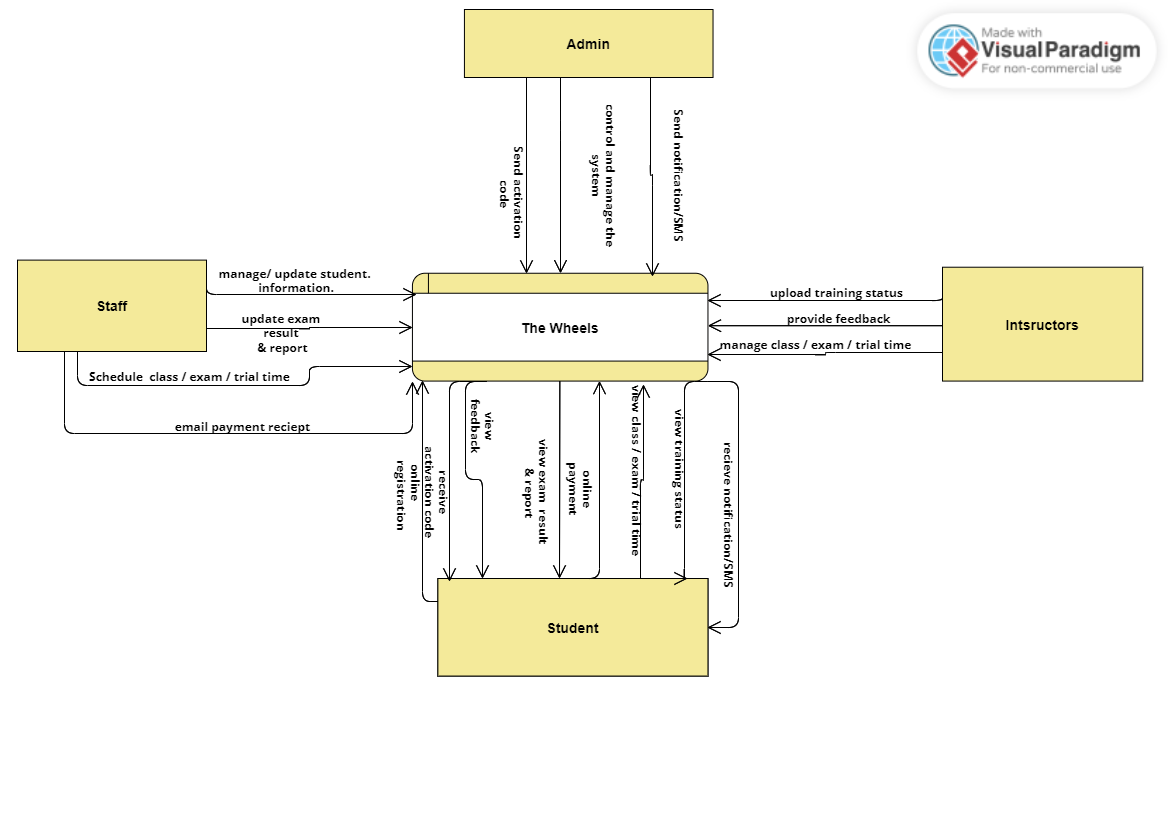 Admin
Made with
Visual Paradigm
For non-commercial use
Send activation
code
control and manage the
system
Send notification/SMS
Staff
manage/ update student.
information.
update exam
result
& report
Schedule class / exam / trial time
email payment reciept
The Wheels
upload training status
provide feedback
manage class / exam / trial time
Intsructors
online
registration
receive
activation code
view
feedback
view exam result
& report
online
payment
view class / exam / trial time
view training status
recieve notification/SMS
Student